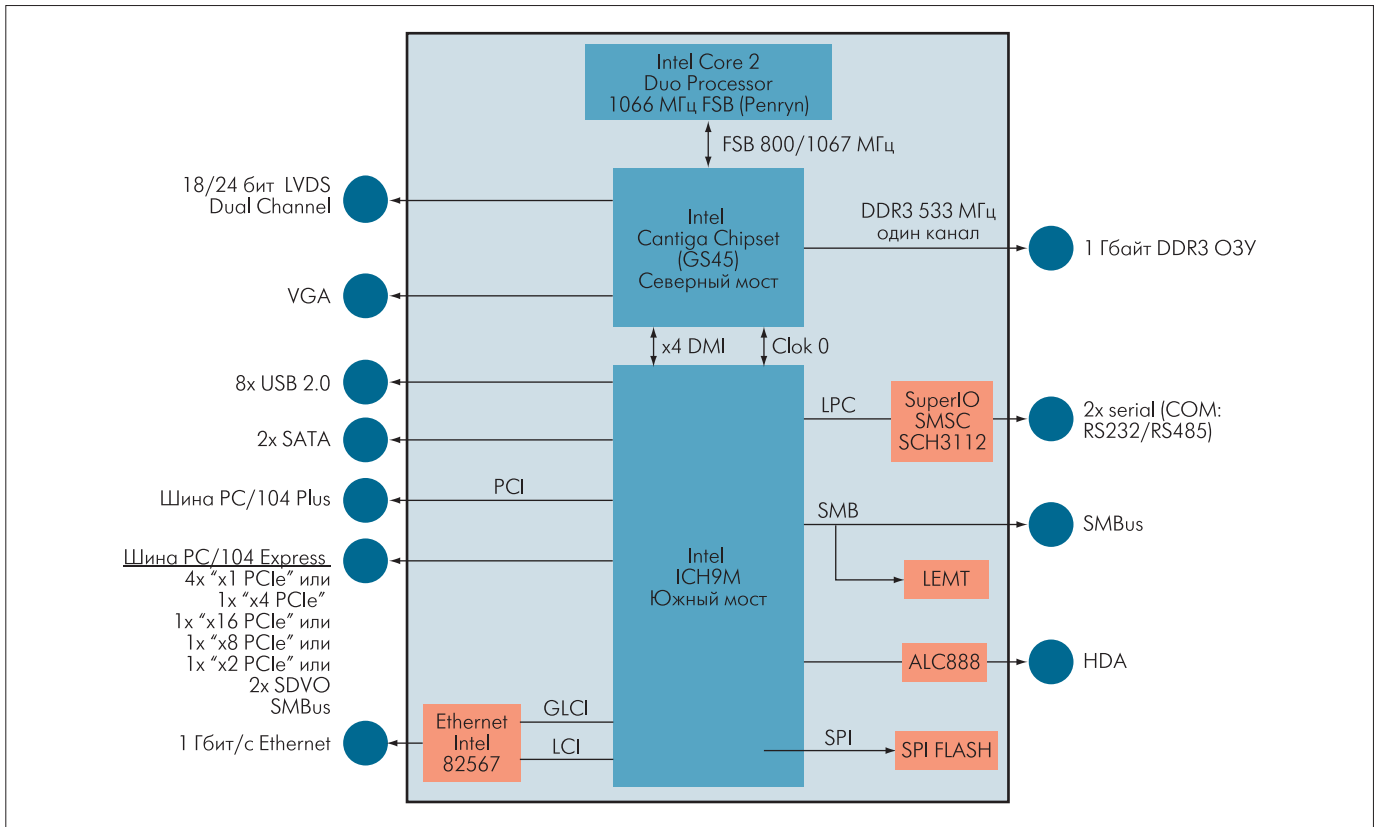 Intel Core 2
Duo Processor
1066 МГц FSB (Penryn)
FSB 800/1067 МГц
18/24 бит LVDS
Dual Channel
Intel
Cantiga Chipset
(GS45)
Северный мост
DDR3 533 МГц
один канал
1 Гбайт DDR3 ОЗУ
VGA
x4 DMI
Clok 0
8x USB 2.0
2x SATA
LPC
SuperIO
SMSC
SCH3112
2x serial (COM:
RS232/RS485)
Шина PC/104 Plus
PCI
SMB
SMBus
Шина PC/104 Express
4x “x1 PCIe” или
1x “x4 PCIe”
1x “x16 PCIe” или
1x “x8 PCIe” или
1x “x2 PCIe” или
2x SDVO
SMBus
Intel
ICH9M
Южный мост
LEMT
ALC888
HDA
1 Гбит/с Ethernet
Ethernet
Intel
82567
GLCI
LCI
SPI
SPI FLASH